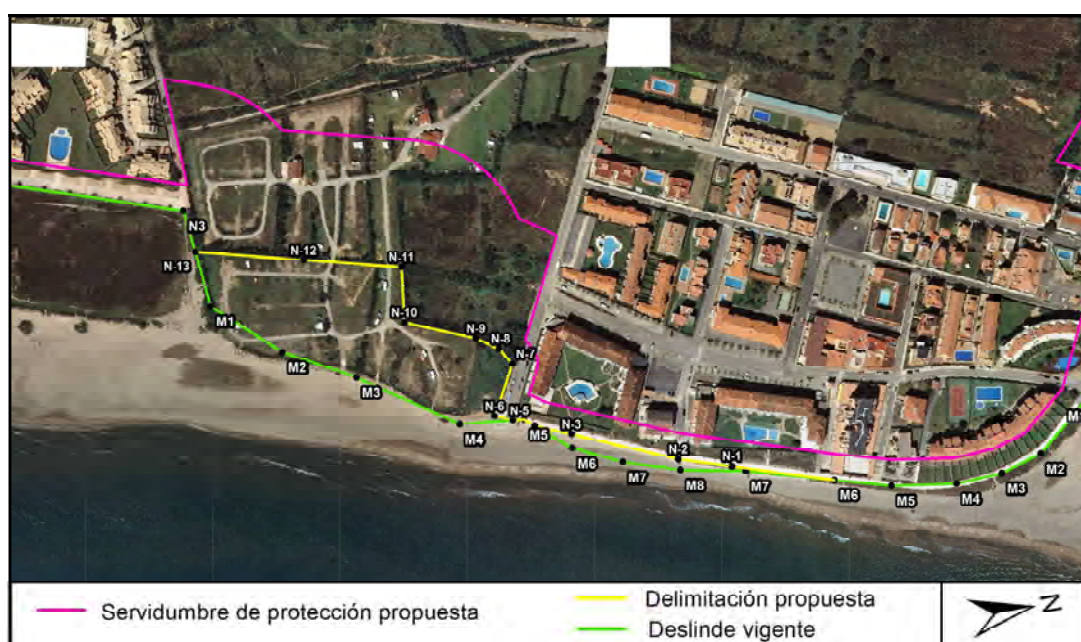 N3
N-13
N-12
N-11
M1
N-10
M2
N-9
N-8
N-7
M3
N-6
N-5
M4
M5
N-3
M6
M7
N-2
M8
N-1
M7
M6
M5
M4
M3
M2
Servidumbre de protección propuesta
Delimitación propuesta
Deslinde vigente
N